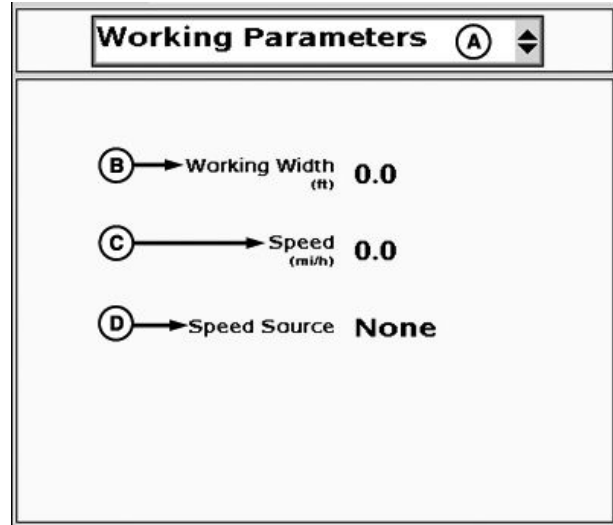 Working Parameters A
B Working Width 0.0
(ft)
C Speed 0.0
(mi/h)
D Speed Source None